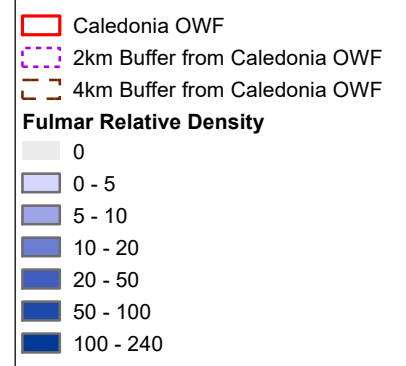 Caledonia OWF
2km Buffer from Caledonia OWF
4km Buffer from Caledonia OWF
Fulmar Relative Density
0
0 - 5
5 - 10
10 - 20
20 - 50
50 - 100
100 - 240